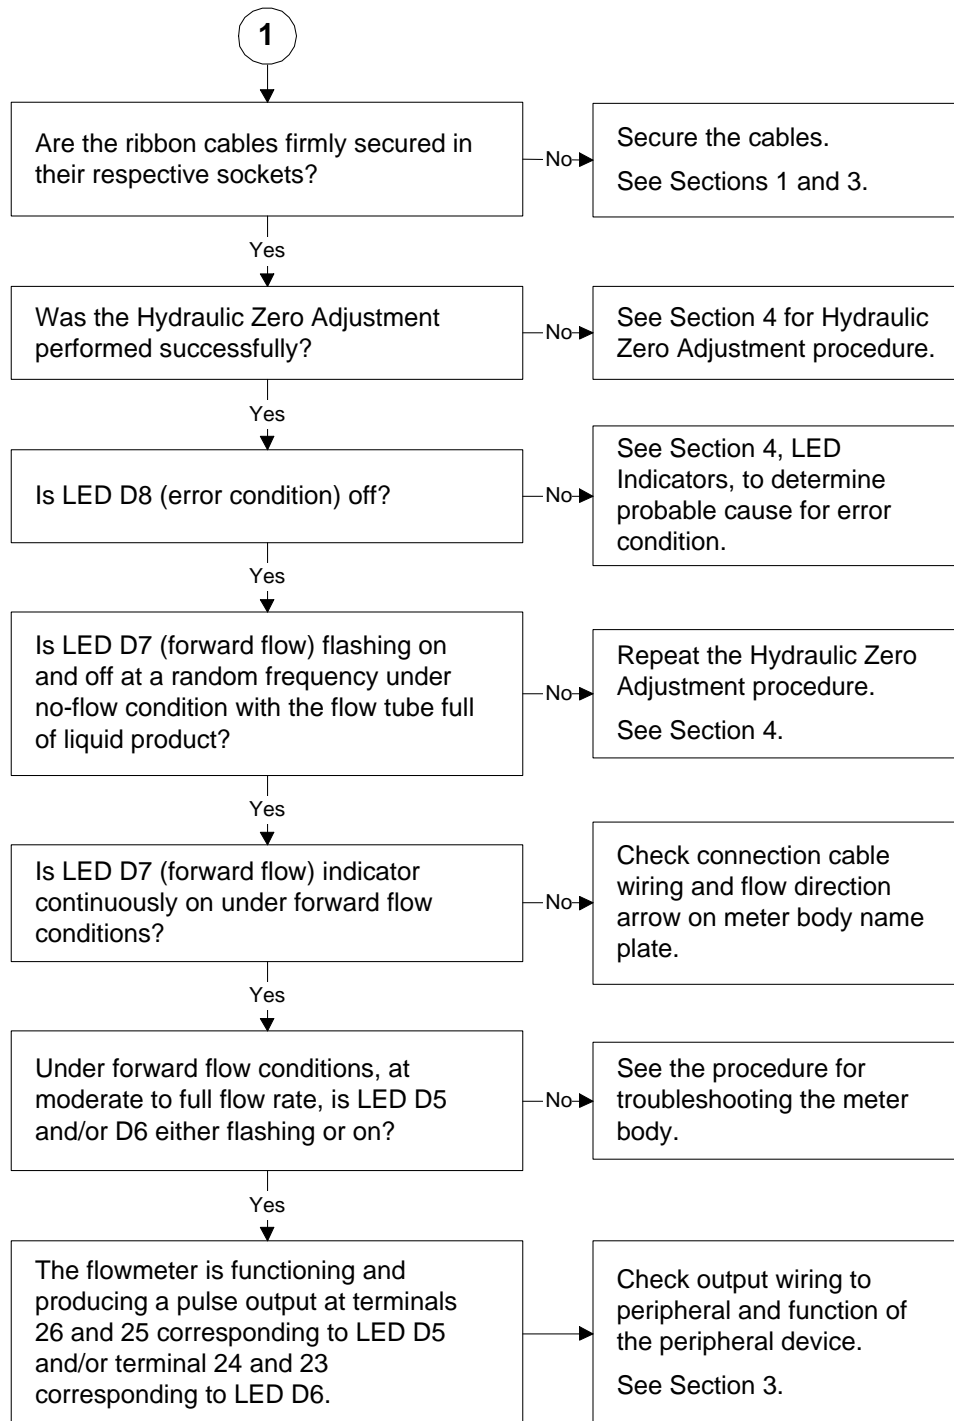 1
Are the ribbon cables firmly secured in
their respective sockets?
No
Secure the cables.
See Sections 1 and 3.
Yes
Was the Hydraulic Zero Adjustment
performed successfully?
No
See Section 4 for Hydraulic
Zero Adjustment procedure.
Yes
Is LED D8 (error condition) off?
No
See Section 4, LED
Indicators, to determine
probable cause for error
condition.
Yes
Is LED D7 (forward flow) flashing on
and off at a random frequency under
no-flow condition with the flow tube full
of liquid product?
No
Repeat the Hydraulic Zero
Adjustment procedure.
See Section 4.
Yes
Is LED D7 (forward flow) indicator
continuously on under forward flow
conditions?
No
Check connection cable
wiring and flow direction
arrow on meter body name
plate.
Yes
Under forward flow conditions, at
moderate to full flow rate, is LED D5
and/or D6 either flashing or on?
No
See the procedure for
troubleshooting the meter
body.
Yes
The flowmeter is functioning and
producing a pulse output at terminals
26 and 25 corresponding to LED D5
and/or terminal 24 and 23
corresponding to LED D6.
Check output wiring to
peripheral and function of
the peripheral device.
See Section 3.